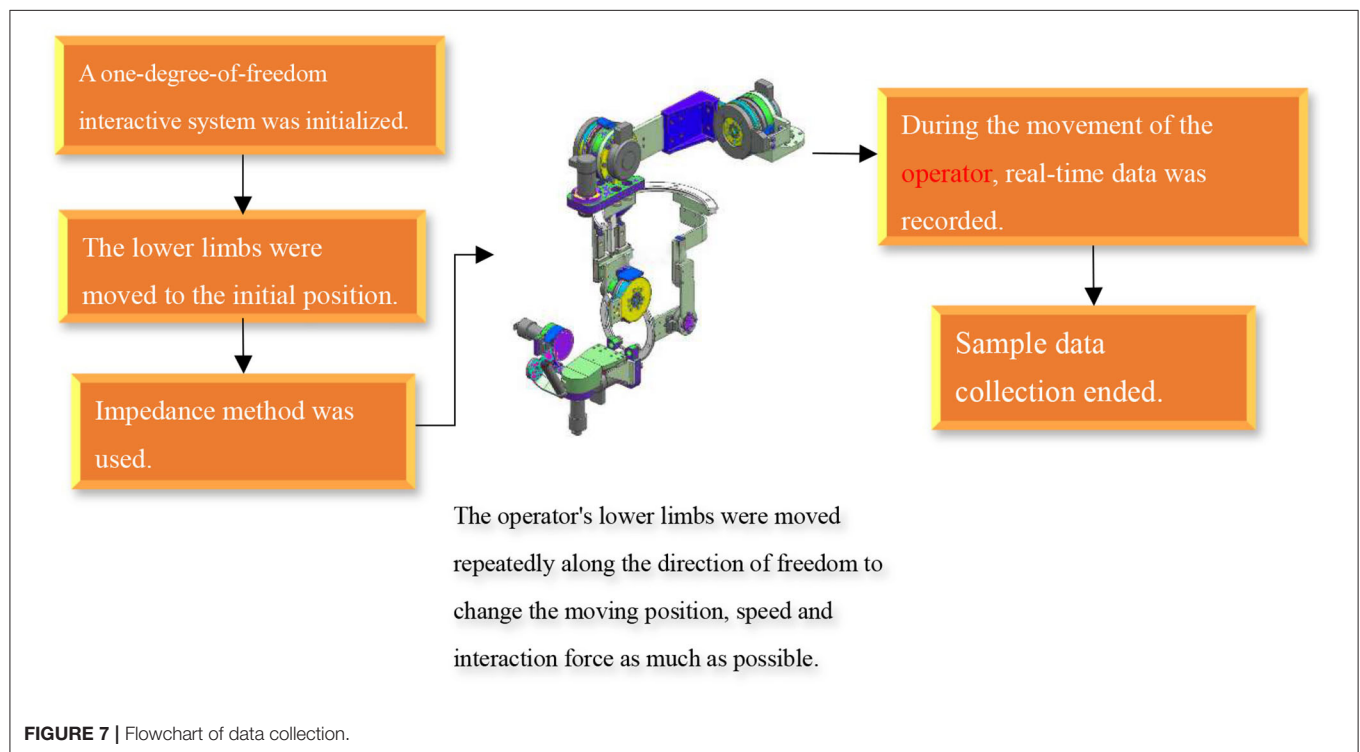 A one-degree-of-freedom
interactive system was initialized.
The lower limbs were
moved to the initial position.
Impedance method was
used.
The operator's lower limbs were moved
repeatedly along the direction of freedom to
change the moving position, speed and
interaction force as much as possible.
During the movement of the
operator, real-time data was
recorded.
Sample data
collection ended.
FIGURE 7 | Flowchart of data collection.